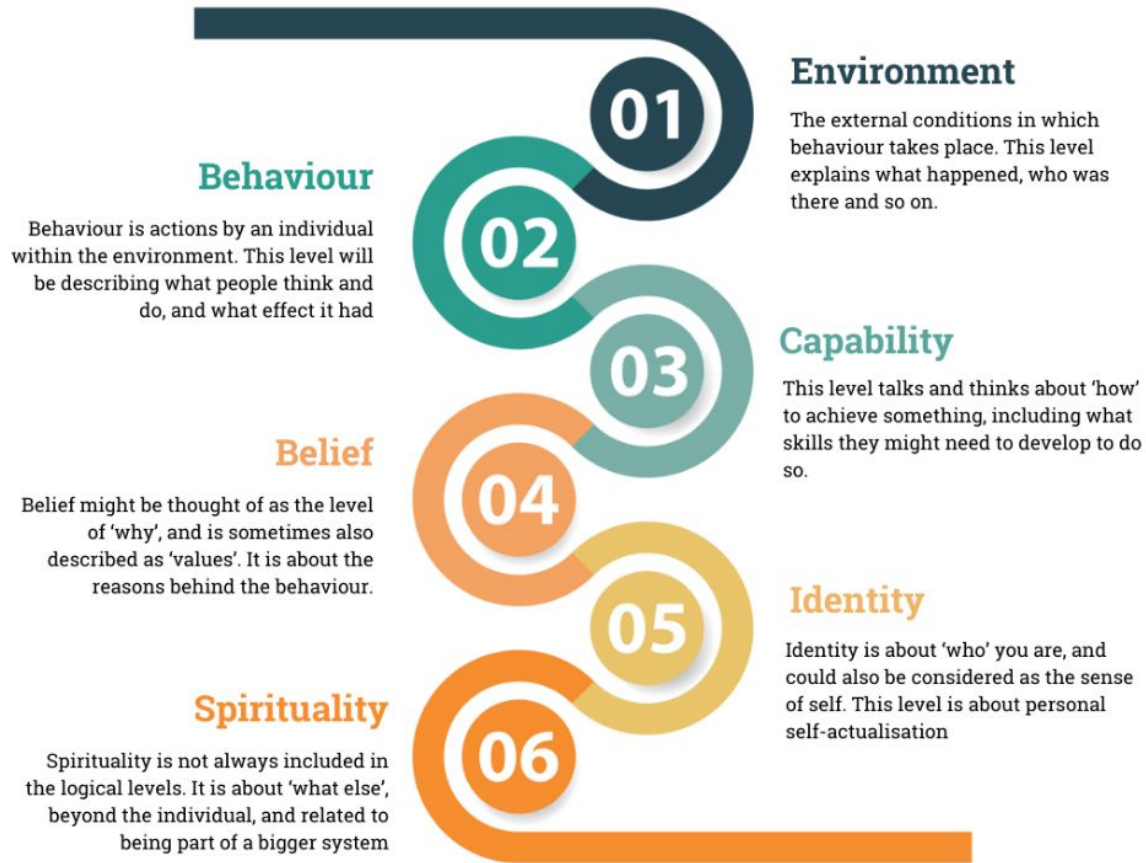 01
Environment
The external conditions in which
behaviour takes place. This level
explains what happened, who was
there and so on.
Behaviour
Behaviour is actions by an individual
within the environment. This level will
be describing what people think and
do, and what effect it had
02
03
Capability
This level talks and thinks about ‘how’
to achieve something, including what
skills they might need to develop to do
so.
Belief
Belief might be thought of as the level
of ‘why’, and is sometimes also
described as ‘values’. It is about the
reasons behind the behaviour.
04
05
Identity
Identity is about ‘who’ you are, and
could also be considered as the sense
of self. This level is about personal
self-actualisation
Spirituality
Spirituality is not always included in
the logical levels. It is about ‘what else’,
beyond the individual, and related to
being part of a bigger system
06